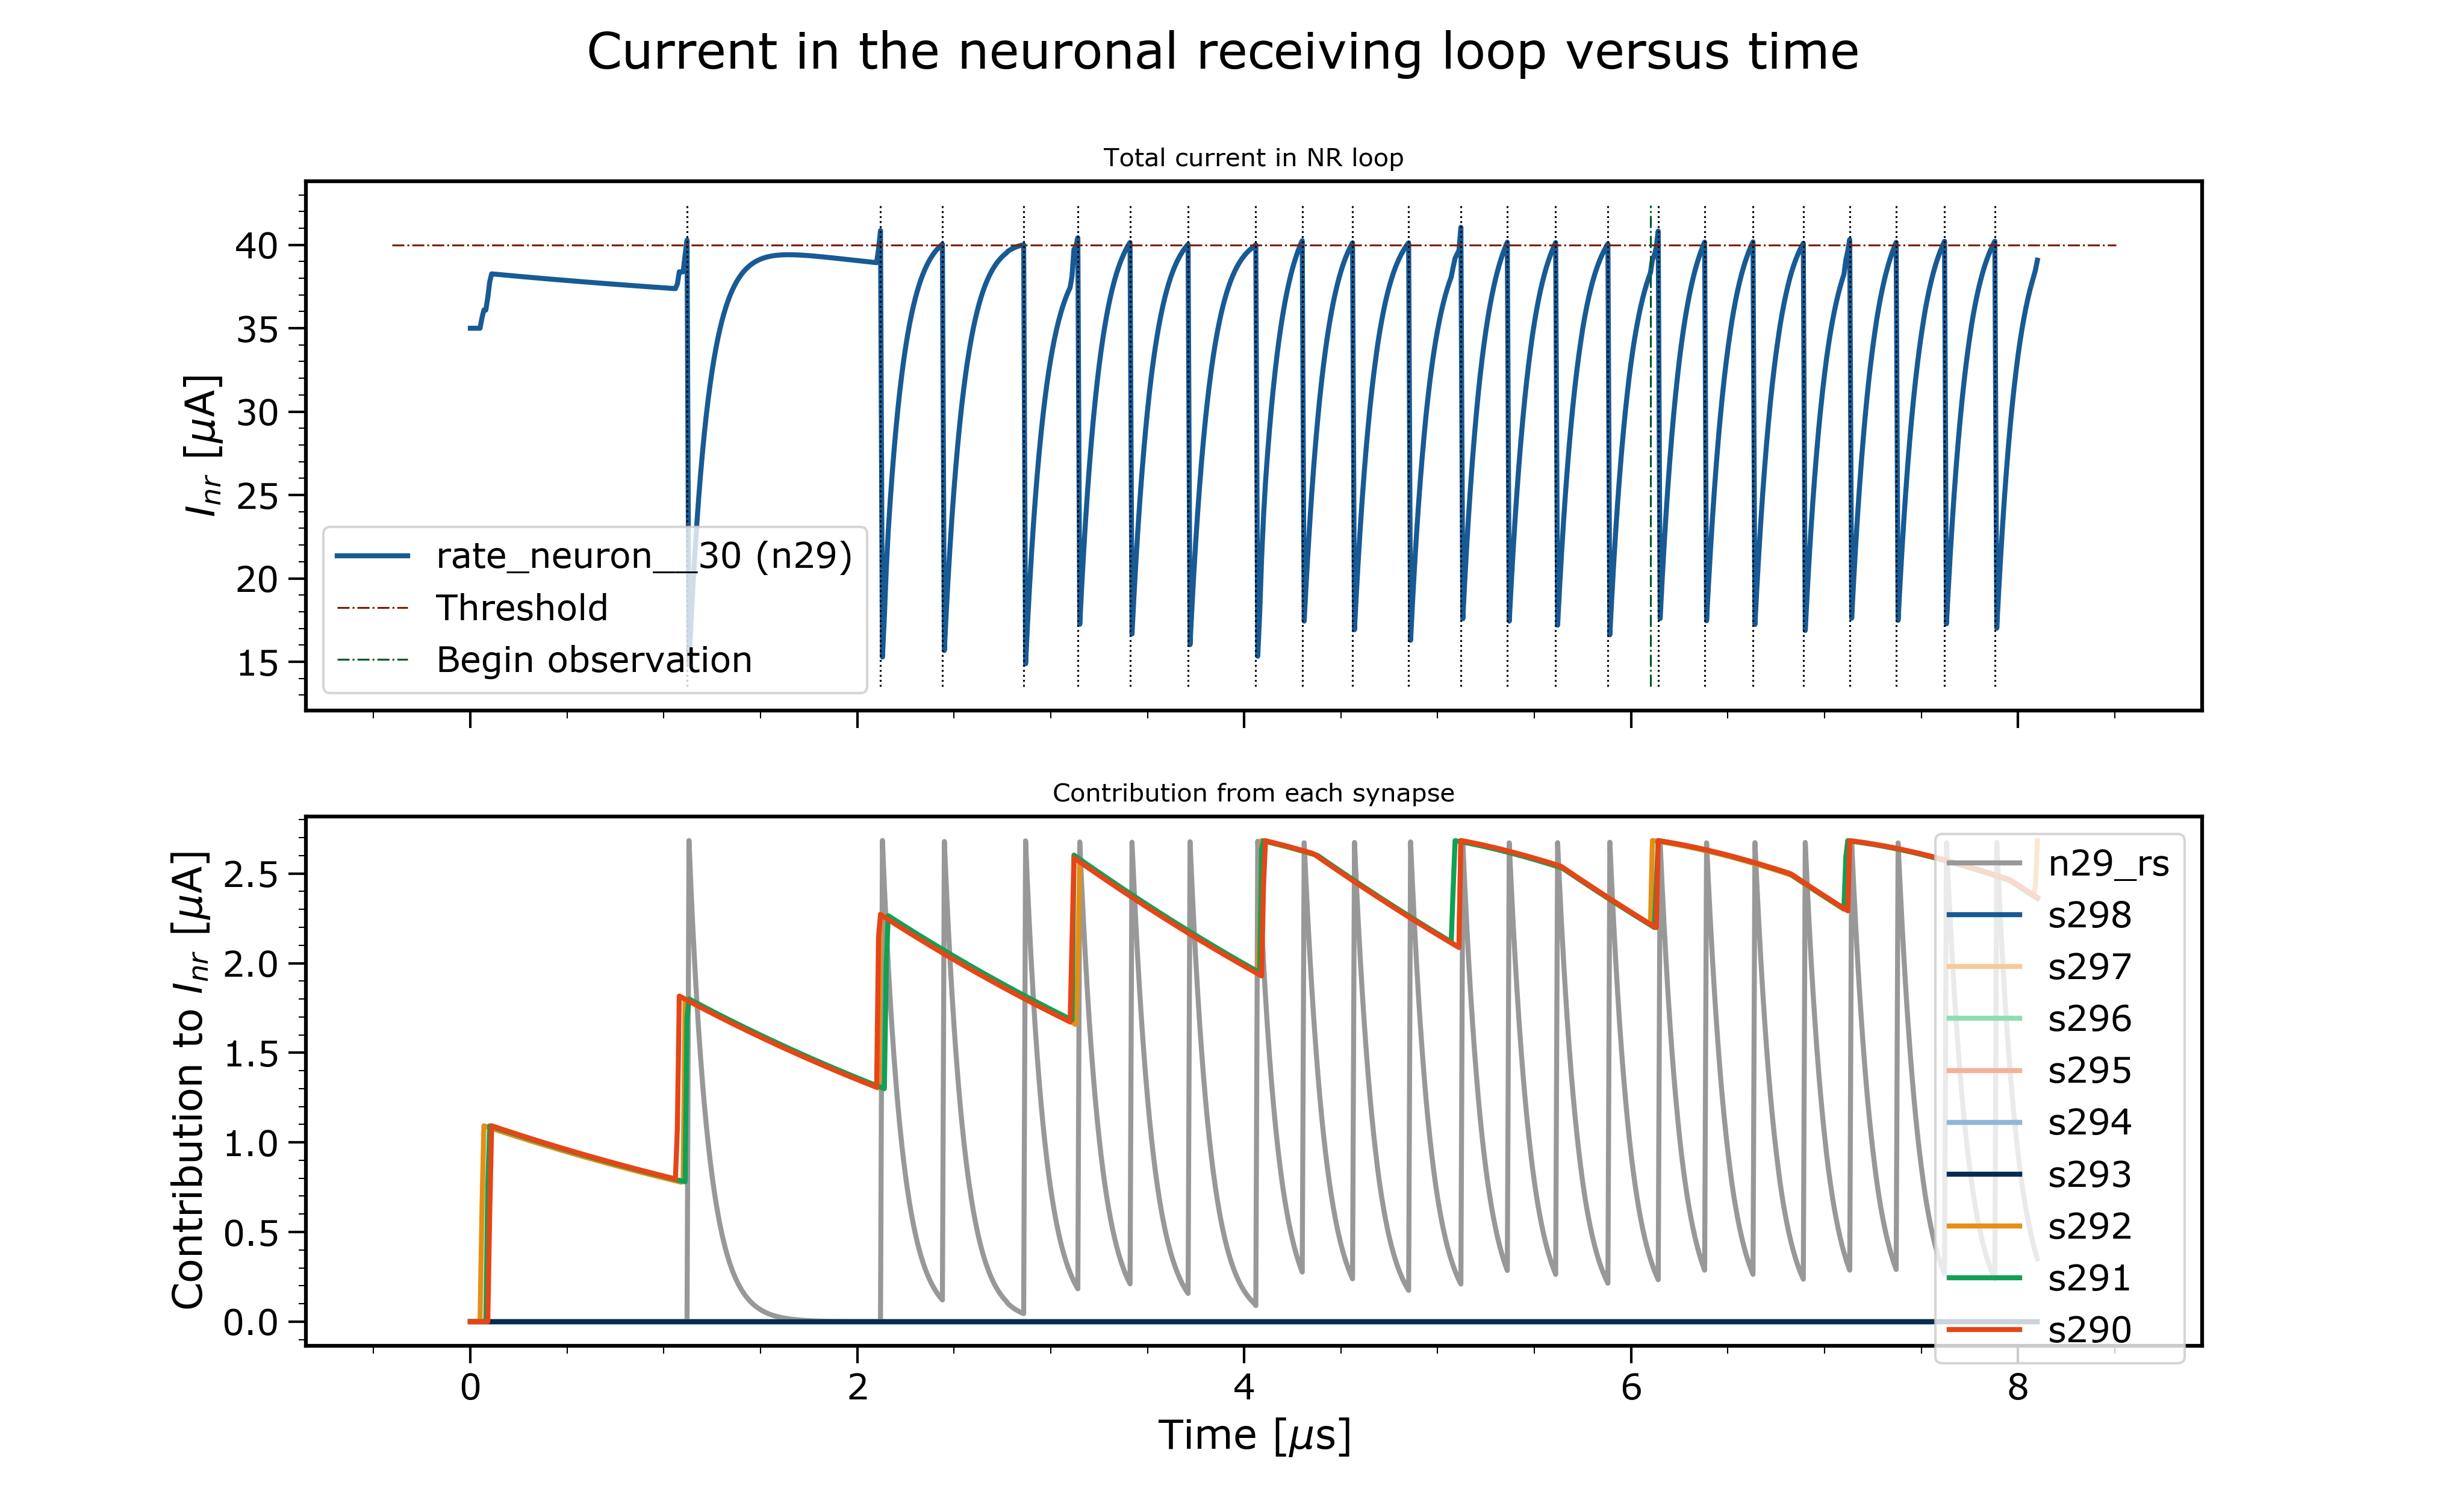 Current in the neuronal receiving loop versus time
Total current in NR loop
40
35
30
25
20
15
I_nr [μA]
rate_neuron__30 (n29)
Threshold
Begin observation
Contribution from each synapse
2.5
2.0
1.5
1.0
0.5
0.0
Contribution to I_nr [μA]
n29_rs
s298
s297
s296
s295
s294
s293
s292
s291
s290
0 2 4 6 8
Time [μs]